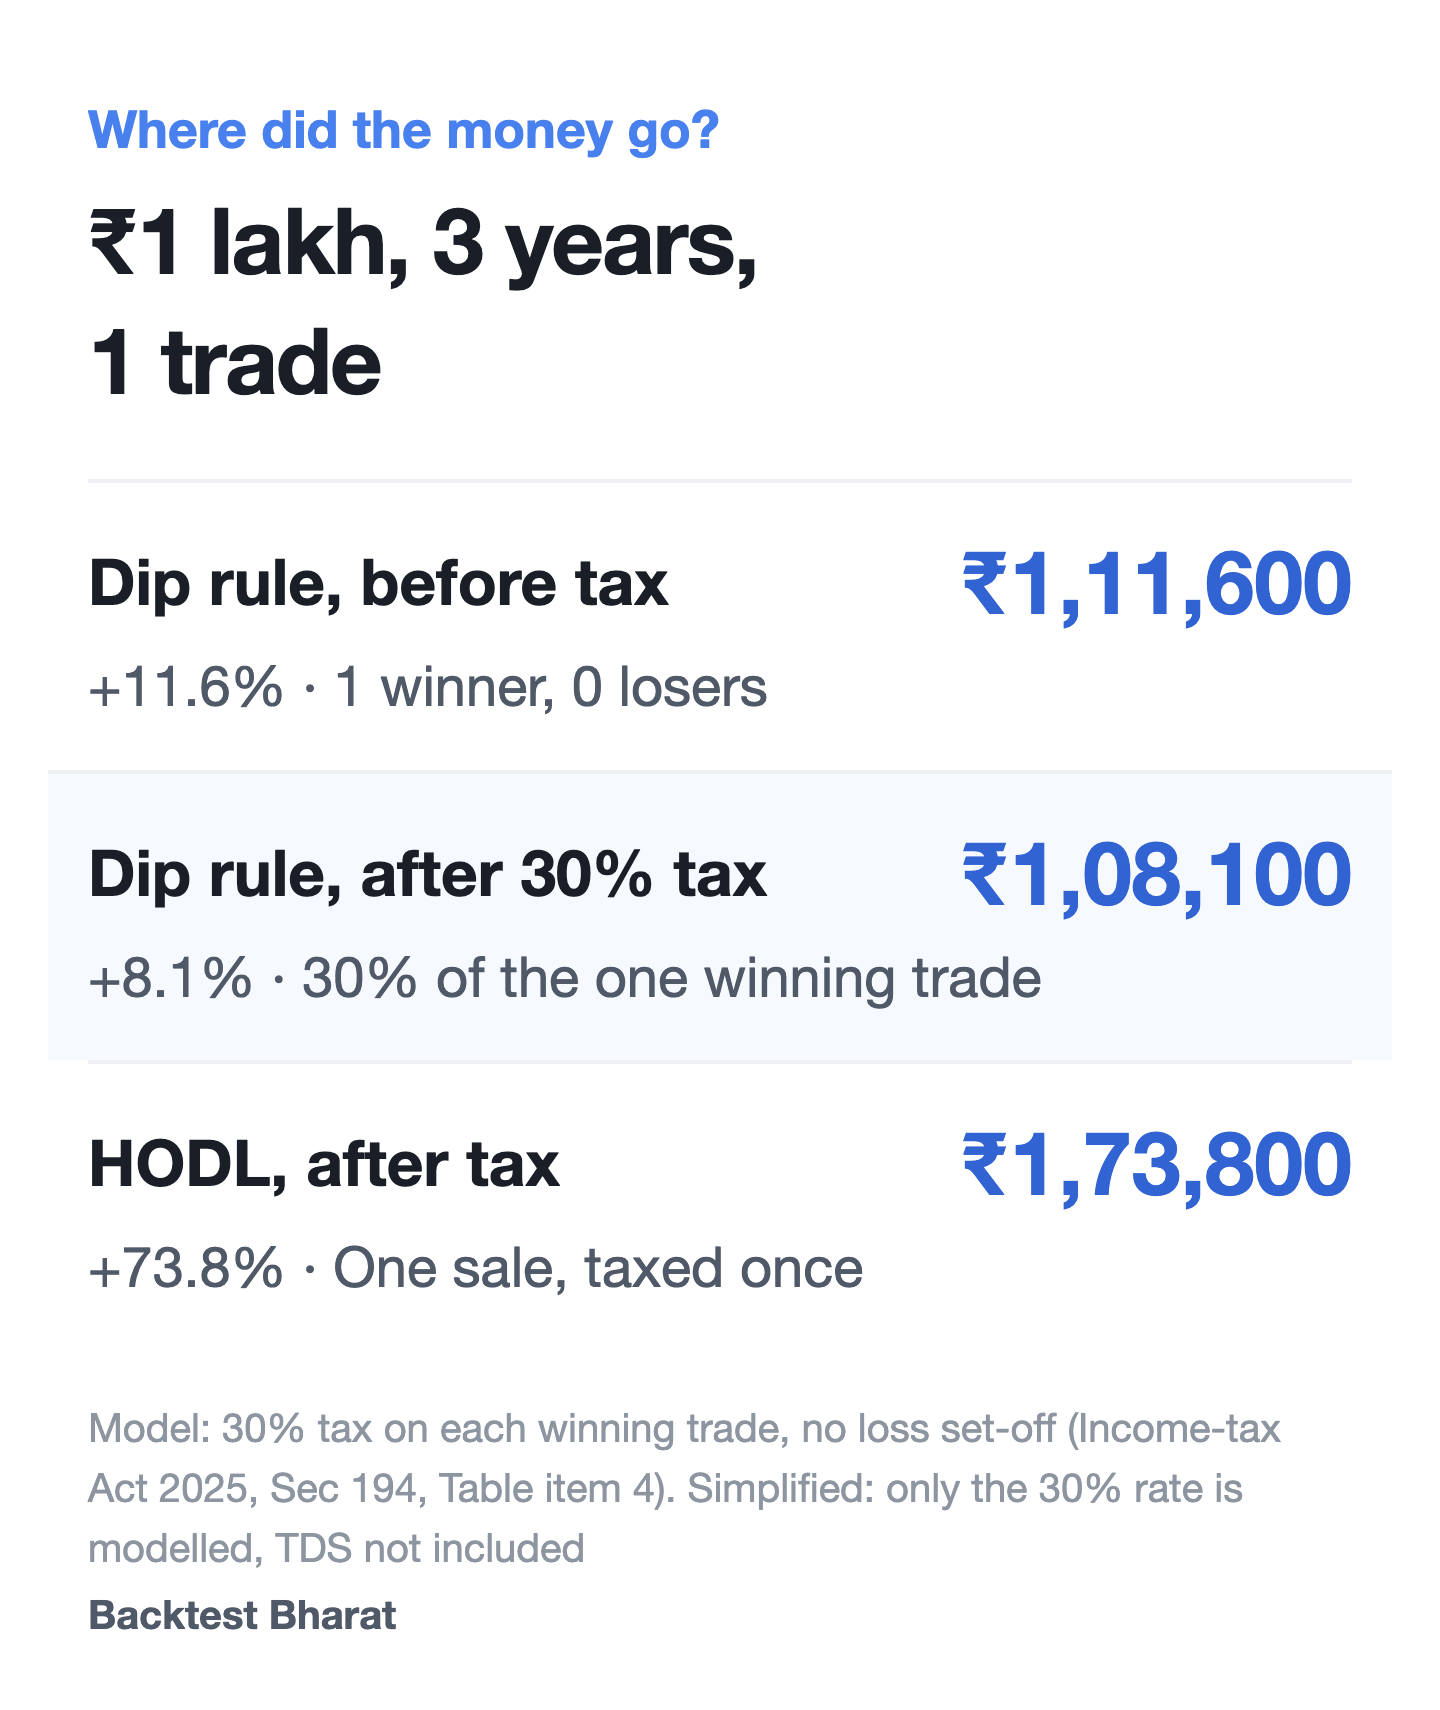 Where did the money go?
₹1 lakh, 3 years,
1 trade
Dip rule, before tax
₹1,11,600
+11.6% · 1 winner, 0 losers
Dip rule, after 30% tax
₹1,08,100
+8.1% · 30% of the one winning trade
HODL, after tax
₹1,73,800
+73.8% · One sale, taxed once
Model: 30% tax on each winning trade, no loss set-off (Income-tax
Act 2025, Sec 194, Table item 4). Simplified: only the 30% rate is
modelled, TDS not included
Backtest Bharat